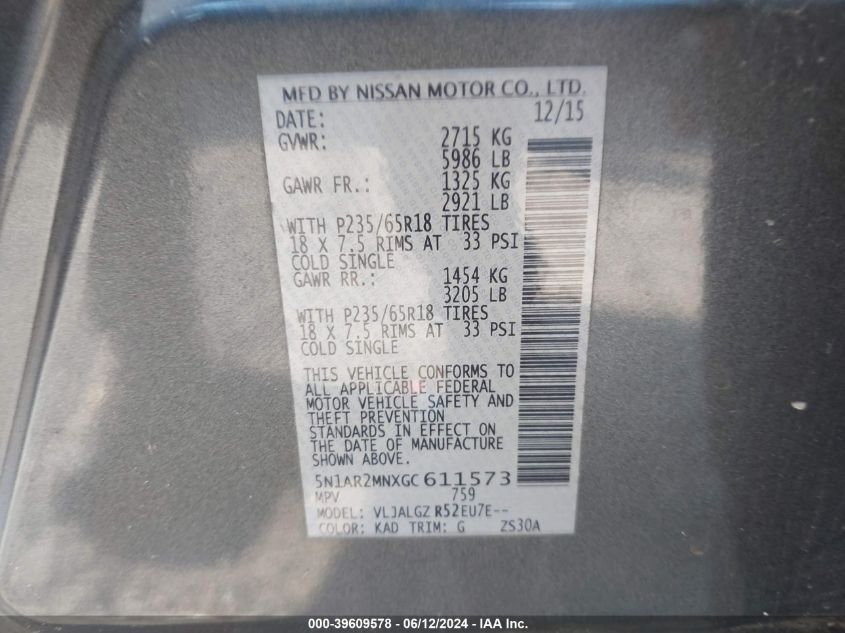 MFD BY NISSAN MOTOR CO., LTD.
DATE: 12/15
GVWR: 2715 KG
5986 LB
GAWR FR.: 1325 KG
2921 LB
WITH P235/65R18 TIRES
18 X 7.5 RIMS AT 33 PSI
COLD SINGLE
GAWR RR.: 1454 KG
3205 LB
WITH P235/65R18 TIRES
18 X 7.5 RIMS AT 33 PSI
COLD SINGLE
THIS VEHICLE CONFORMS TO
ALL APPLICABLE FEDERAL
MOTOR VEHICLE SAFETY AND
THEFT PREVENTION
STANDARDS IN EFFECT ON
THE DATE OF MANUFACTURE
SHOWN ABOVE.
5N1AR2MNXGC611573
MPV 759
MODEL: VLJALGZ R52EU7E--
COLOR: KAD TRIM: G ZS30A
000-39609578 - 06/12/2024 - IAA Inc.